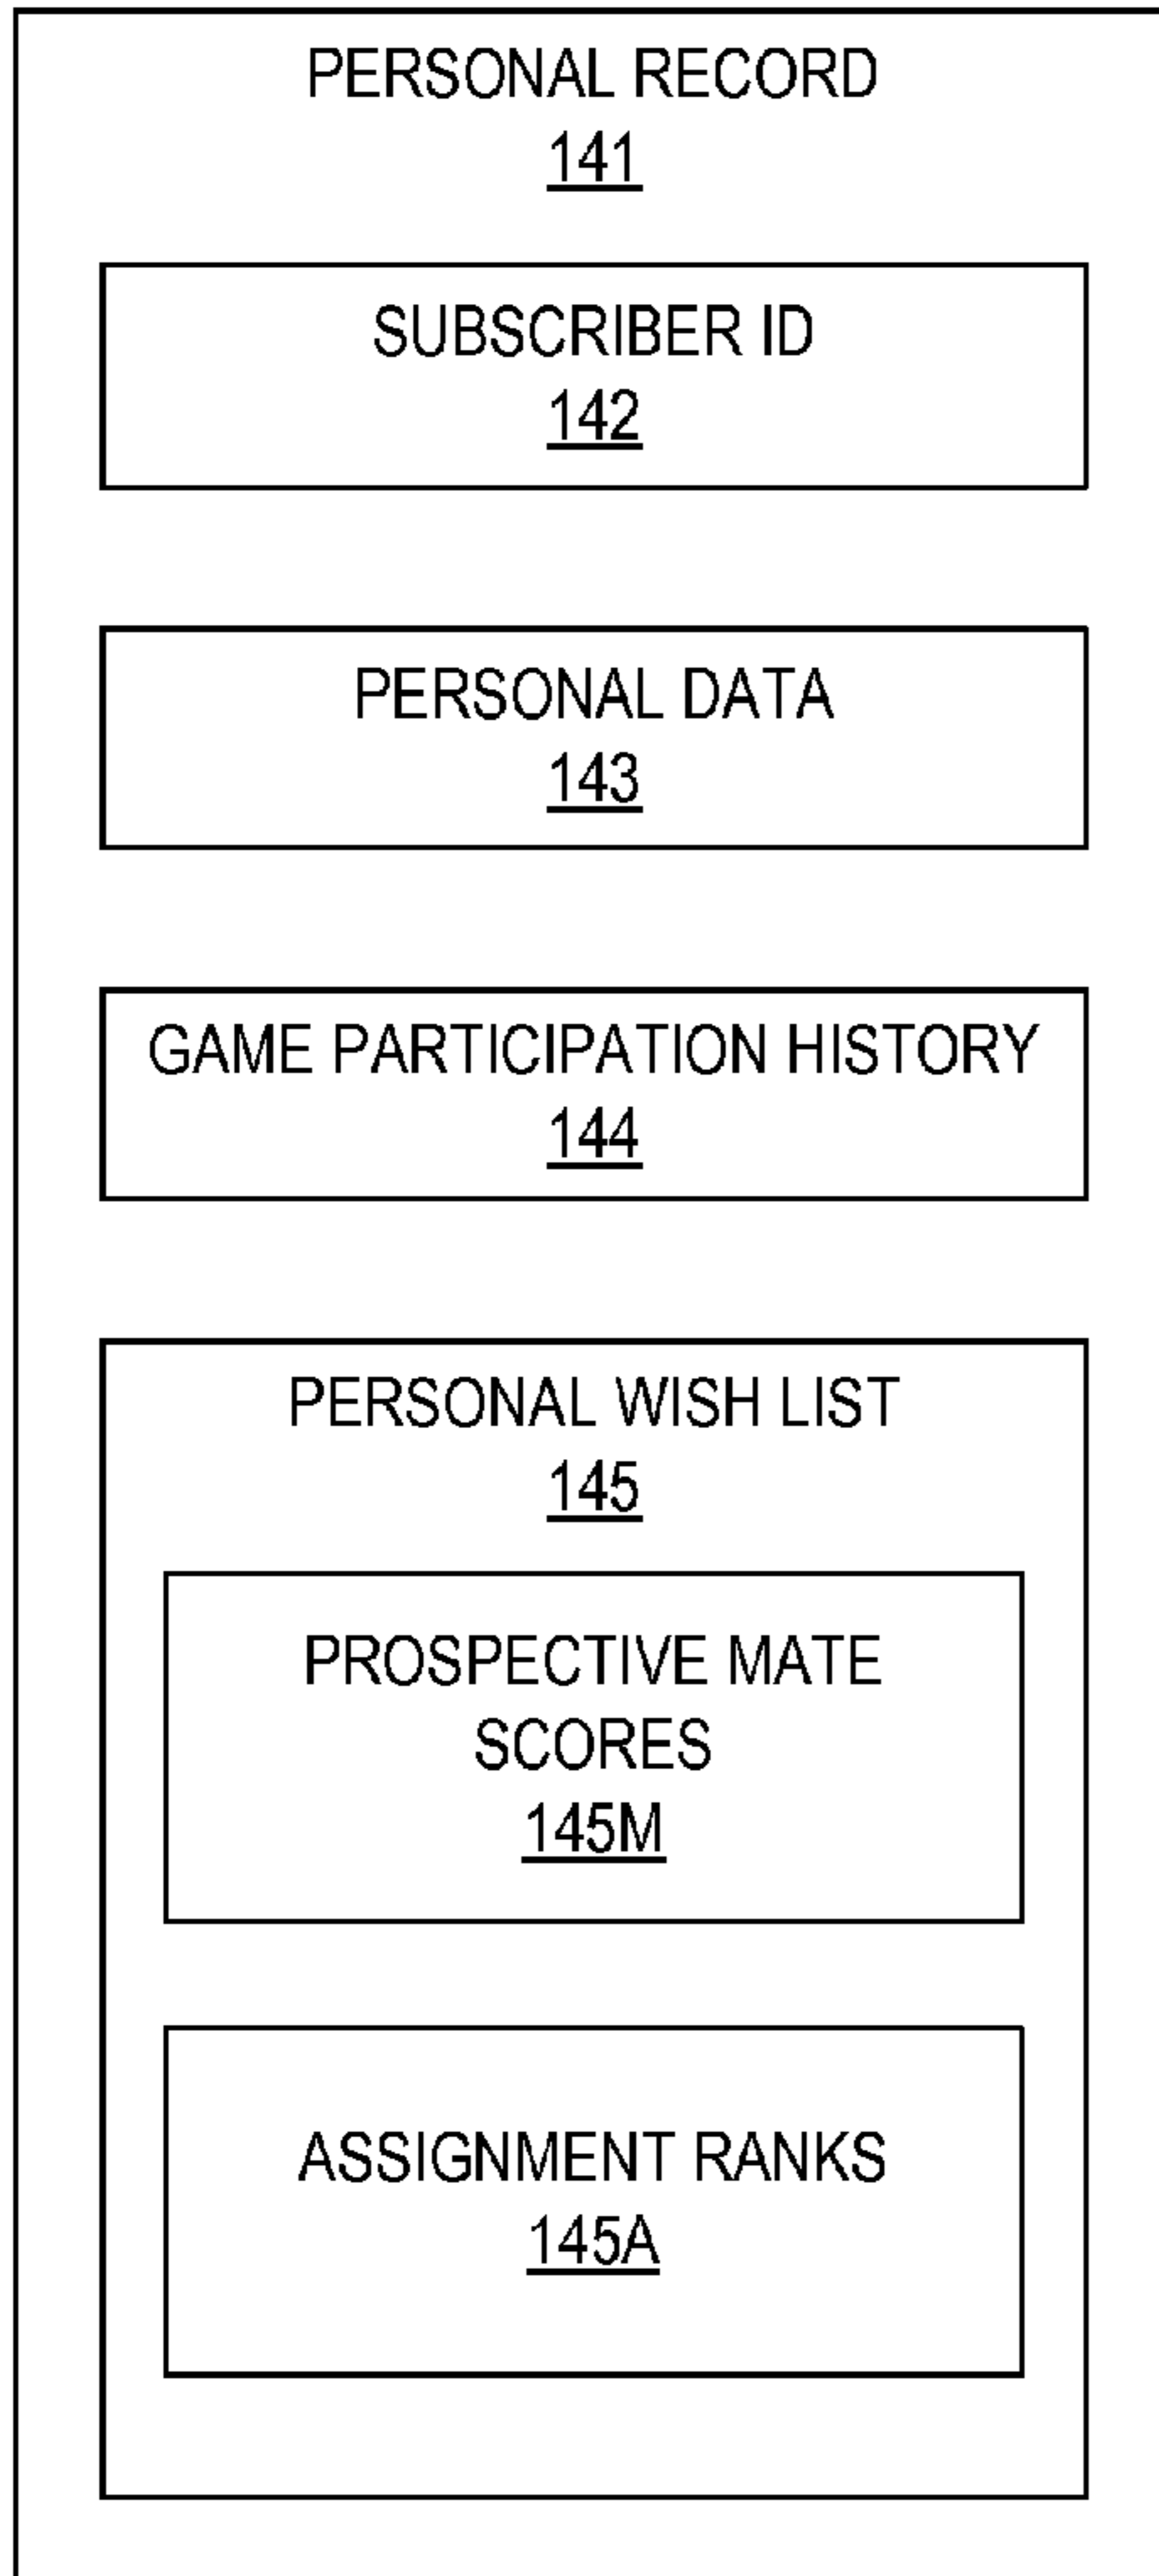 PERSONAL RECORD
141
SUBSCRIBER ID
142
PERSONAL DATA
143
GAME PARTICIPATION HISTORY
144
PERSONAL WISH LIST
145
PROSPECTIVE MATE
SCORES
145M
ASSIGNMENT RANKS
145A